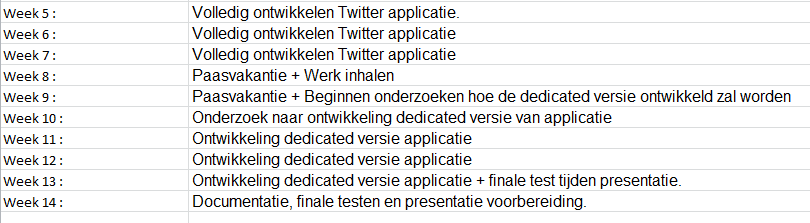 Week 5 : Volledig ontwikkelen Twitter applicatie.
Week 6 : Volledig ontwikkelen Twitter applicatie
Week 7 : Volledig ontwikkelen Twitter applicatie
Week 8 : Paasvakantie + Werk inhalen
Week 9 : Paasvakantie + Beginnen onderzoeken hoe de dedicated versie ontwikkeld zal worden
Week 10 : Onderzoek naar ontwikkeling dedicated versie van applicatie
Week 11 : Ontwikkeling dedicated versie applicatie
Week 12 : Ontwikkeling dedicated versie applicatie
Week 13 : Ontwikkeling dedicated versie applicatie + finale test tijden presentatie.
Week 14 : Documentatie, finale testen en presentatie voorbereiding.